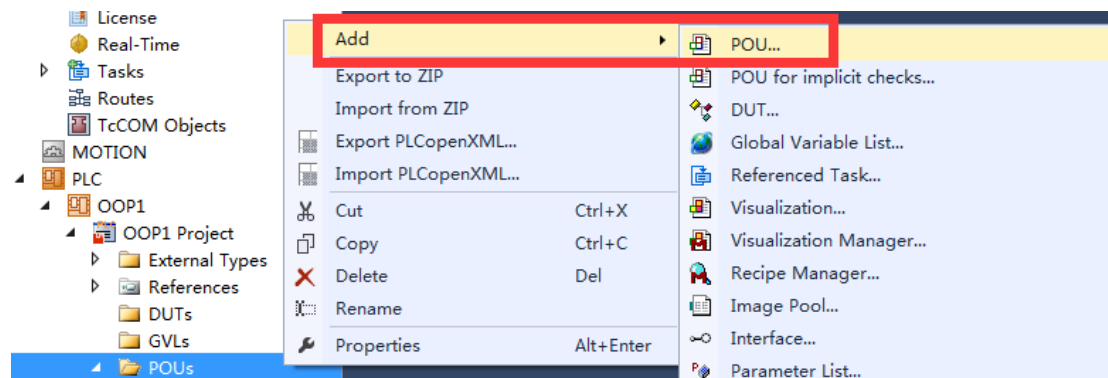 License
Real-Time
Tasks
Routes
TcCOM Objects
MOTION
PLC
OOP1
OOP1 Project
External Types
References
DUTs
GVLs
POUs
Add
Export to ZIP
Import from ZIP
Export PLCopenXML...
Import PLCopenXML...
Cut Ctrl+X
Copy Ctrl+C
Delete Del
Rename
Properties Alt+Enter
POU...
POU for implicit checks...
DUT...
Global Variable List...
Referenced Task...
Visualization...
Visualization Manager...
Recipe Manager...
Image Pool...
Interface...
Parameter List...